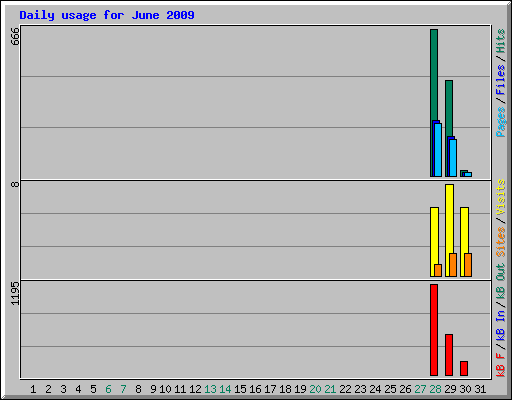 Daily usage for June 2009
666
Pages / Files / Hits
8
Sites / Visits
1195
kB F / kB In / kB Out
1 2 3 4 5 6 7 8 9 10 11 12 13 14 15 16 17 18 19 20 21 22 23 24 25 26 27 28 29 30 31